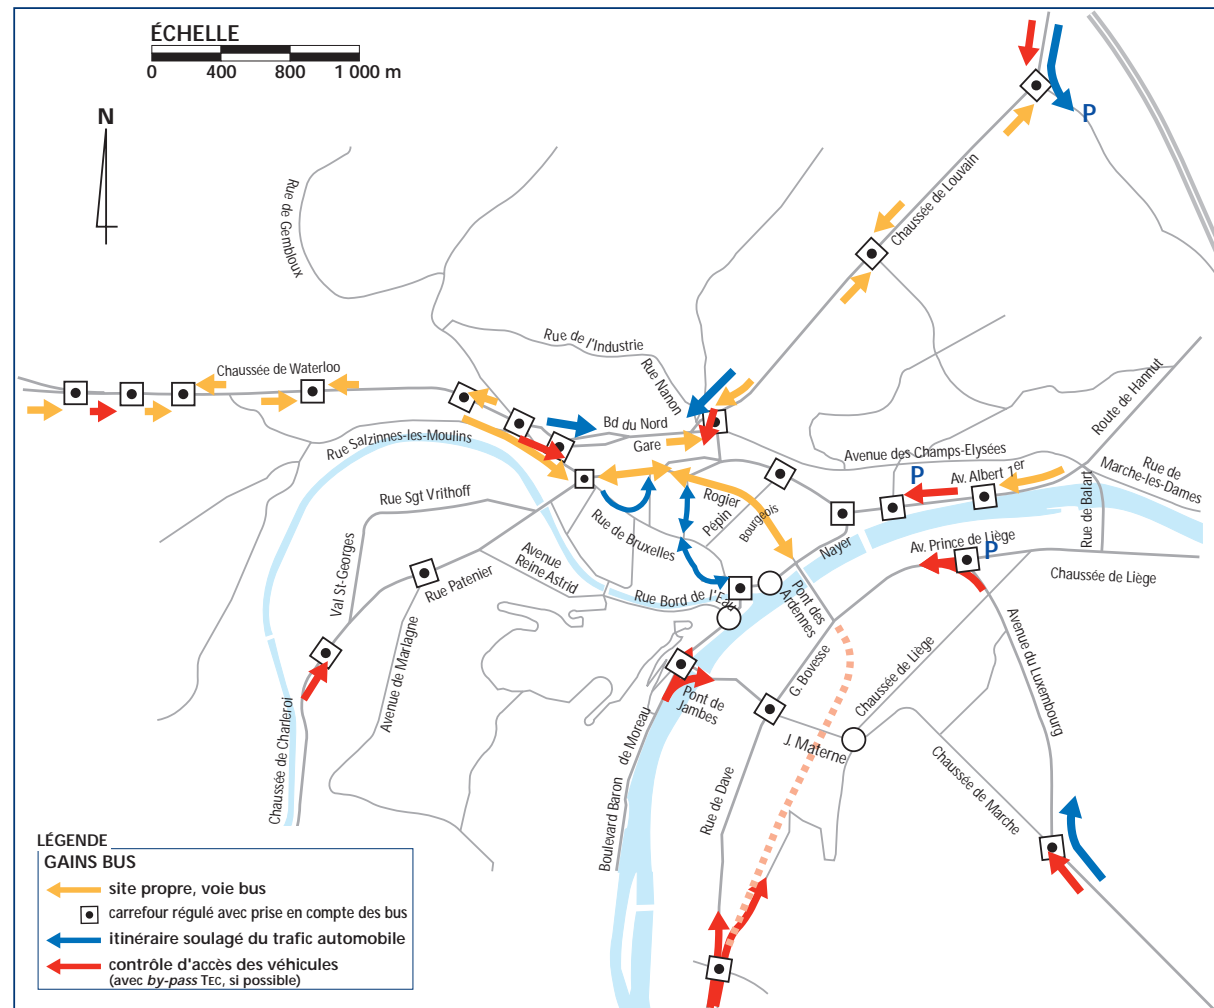 ÉCHELLE
0 400 800 1 000 m
N
P
Chaussée de Louvain
Rue de Gembloux
Rue de l'Industrie
Rue Nanon
Chaussée de Waterloo
Route de Hannut
Bd du Nord
Gare
Rue Salzinnes-les-Moulins
Avenue des Champs-Elysées
Rue de
Marche-les-Dames
P
Av. Albert 1er
Rue Sgt Vrithoff
Rogier
Pépin
Bourgeois
Rue de Balart
Rue de Bruxelles
Nayer
Av. Prince de Liège
P
Chaussée de Liège
Val St-Georges
Avenue
Reine Astrid
Rue Patenier
Rue Bord de l'Eau
Pont des
Ardennes
Avenue de Marlagne
Avenue du Luxembourg
Chaussée de Liège
G. Bovesse
Pont de
Jambes
J. Materne
Chaussée de Charleroi
Boulevard Baron de Moreau
Rue de Dave
Chaussée de Marche
LÉGENDE
GAINS BUS
site propre, voie bus
carrefour régulé avec prise en compte des bus
itinéraire soulagé du trafic automobile
contrôle d'accès des véhicules
(avec by-pass TEC, si possible)